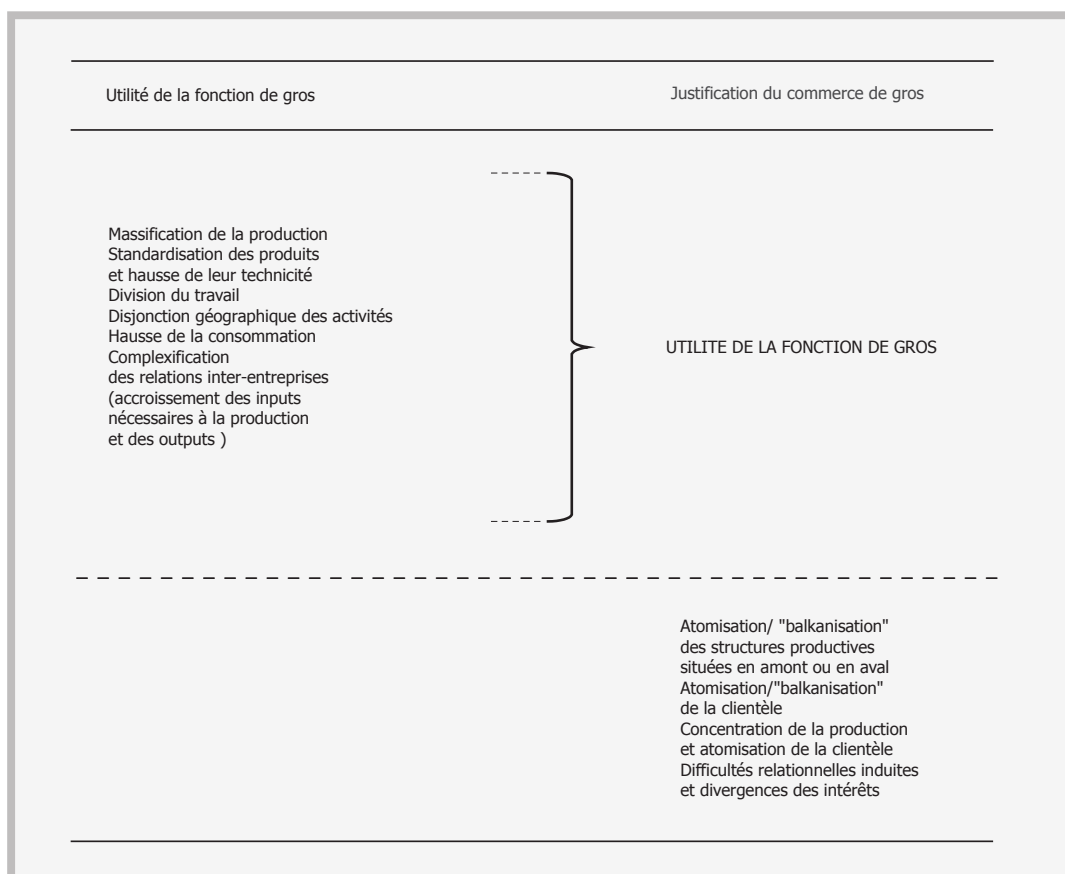 Utilité de la fonction de gros
Justification du commerce de gros
Massification de la production
Standardisation des produits
et hausse de leur technicité
Division du travail
Disjonction géographique des activités
Hausse de la consommation
Complexification
des relations inter-entreprises
(accroissement des inputs
nécessaires à la production
et des outputs )
UTILITE DE LA FONCTION DE GROS
Atomisation/ "balkanisation"
des structures productives
situées en amont ou en aval
Atomisation/"balkanisation"
de la clientèle
Concentration de la production
et atomisation de la clientèle
Difficultés relationnelles induites
et divergences des intérêts